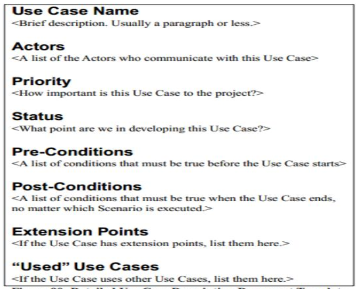 Use Case Name
<Brief description. Usually a paragraph or less.>
Actors
<A list of the Actors who communicate with this Use Case>
Priority
<How important is this Use Case to the project?>
Status
<What point are we in developing this Use Case?>
Pre-Conditions
<A list of conditions that must be true before the Use Case starts>
Post-Conditions
<A list of conditions that must be true when the Use Case ends,
no matter which Scenario is executed.>
Extension Points
<If the Use Case has extension points, list them here.>
“Used” Use Cases
<If the Use Case uses other Use Cases, list them here.>